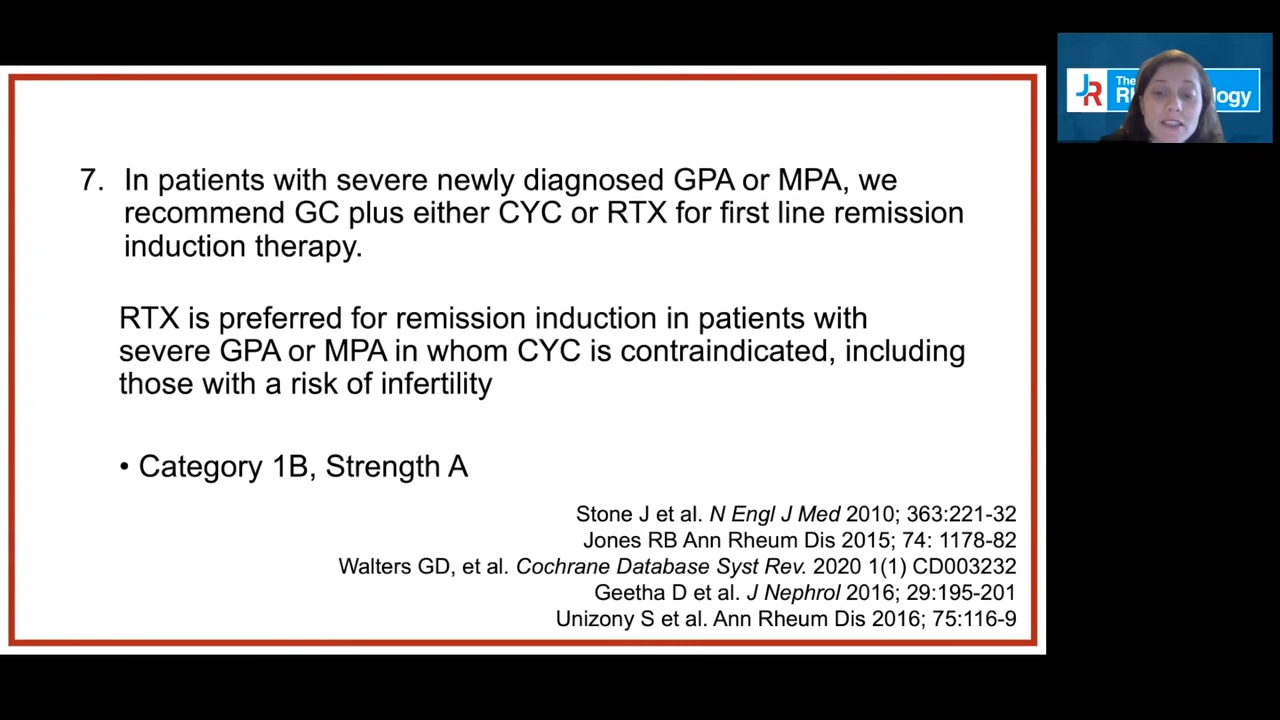 7. In patients with severe newly diagnosed GPA or MPA, we
recommend GC plus either CYC or RTX for first line remission
induction therapy.
RTX is preferred for remission induction in patients with
severe GPA or MPA in whom CYC is contraindicated, including
those with a risk of infertility
• Category 1B, Strength A
Stone J et al. N Engl J Med 2010; 363:221-32
Jones RB Ann Rheum Dis 2015; 74: 1178-82
Walters GD, et al. Cochrane Database Syst Rev. 2020 1(1) CD003232
Geetha D et al. J Nephrol 2016; 29:195-201
Unizony S et al. Ann Rheum Dis 2016; 75:116-9
JR
The